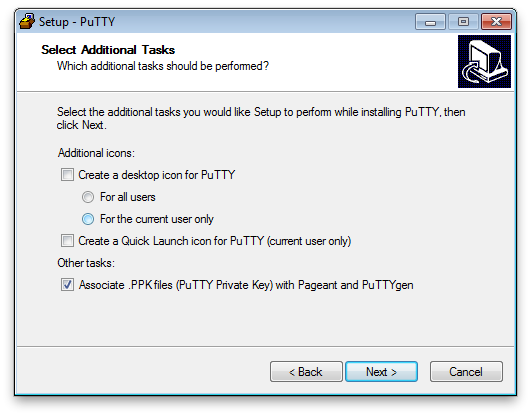 Setup - PuTTY
Select Additional Tasks
Which additional tasks should be performed?
Select the additional tasks you would like Setup to perform while installing PuTTY, then
click Next.
Additional icons:
Create a desktop icon for PuTTY
For all users
For the current user only
Create a Quick Launch icon for PuTTY (current user only)
Other tasks:
Associate .PPK files (PuTTY Private Key) with Pageant and PuTTYgen
< Back
Next >
Cancel